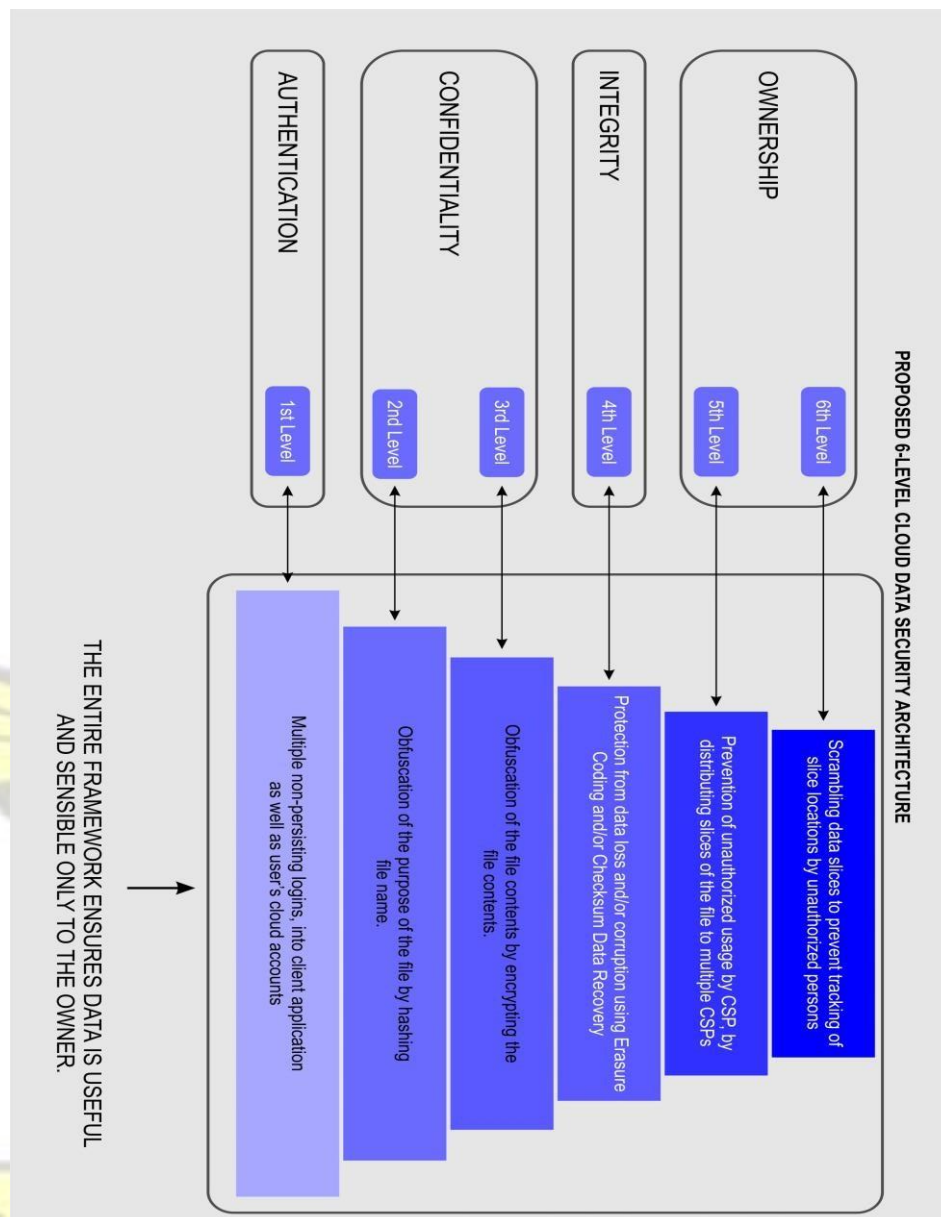 PROPOSED 6-LEVEL CLOUD DATA SECURITY ARCHITECTURE
OWNERSHIP
6th Level
Scrambling data slices to prevent tracking of
slice locations by unauthorized persons
5th Level
Prevention of unauthorized usage by CSP, by
distributing slices of the file to multiple CSPs
INTEGRITY
4th Level
Protection from data loss and/or corruption using Erasure
Coding and/or Checksum Data Recovery
CONFIDENTIALITY
3rd Level
Obfuscation of the file contents by encrypting the
file contents.
2nd Level
Obfuscation of the purpose of the file by hashing
file name.
AUTHENTICATION
1st Level
Multiple non-persisting logins, into client application
as well as user's cloud accounts
THE ENTIRE FRAMEWORK ENSURES DATA IS USEFUL
AND SENSIBLE ONLY TO THE OWNER.